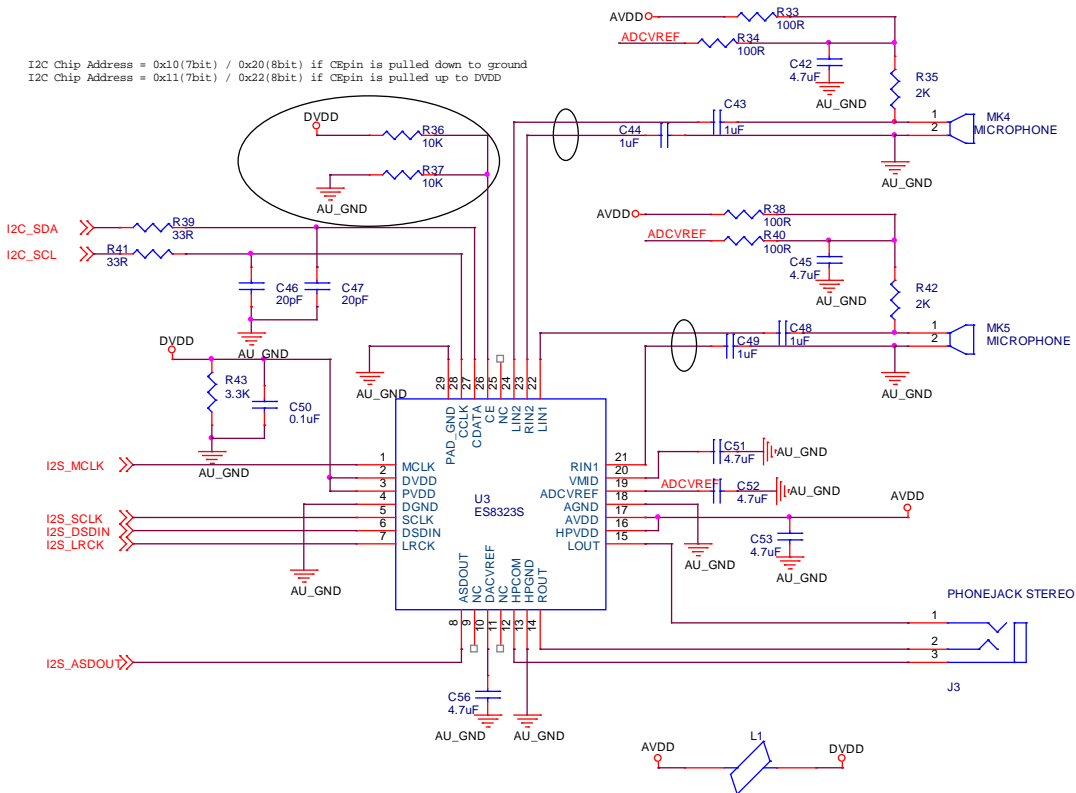 AVDD
R33
100R
ADCVREF
R34
100R
C42
4.7uF
AU_GND
R35
2K
I2C Chip Address = 0x10(7bit) / 0x20(8bit) if CEpin is pulled down to ground
I2C Chip Address = 0x11(7bit) / 0x22(8bit) if CEpin is pulled up to DVDD
DVDD
R36
10K
R37
10K
AU_GND
C43
1uF
C44
1uF
1
2
MK4
MICROPHONE
AU_GND
I2C_SDA
R39
33R
I2C_SCL
R41
33R
C46
20pF
C47
20pF
AU_GND
AVDD
R38
100R
ADCVREF
R40
100R
C45
4.7uF
AU_GND
R42
2K
C48
1uF
C49
1uF
1
2
MK5
MICROPHONE
AU_GND
DVDD
R43
3.3K
C50
0.1uF
AU_GND
AU_GND
29
28
27
26
25
24
23
22
PAD_GND
CCLK
CDATA
CE
NC
LIN2
RIN2
LIN1
I2S_MCLK
I2S_SCLK
I2S_DSDIN
I2S_LRCK
1
2
3
4
5
6
7
MCLK
DVDD
PVDD
DGND
SCLK
DSDIN
LRCK
AU_GND
U3
ES8323S
RIN1
VMID
ADCVREF
AGND
AVDD
HPVDD
LOUT
21
20
19
18
17
16
15
C51
4.7uF
AU_GND
ADCVREF
C52
4.7uF
AU_GND
AVDD
C53
4.7uF
AU_GND
AU_GND
ASDOUT
NC
DACVREF
NC
HPCOM
HPGND
ROUT
8
9
10
11
12
13
14
I2S_ASDOUT
C56
4.7uF
AU_GND
AU_GND
PHONEJACK STEREO
1
2
3
J3
AVDD
L1
DVDD